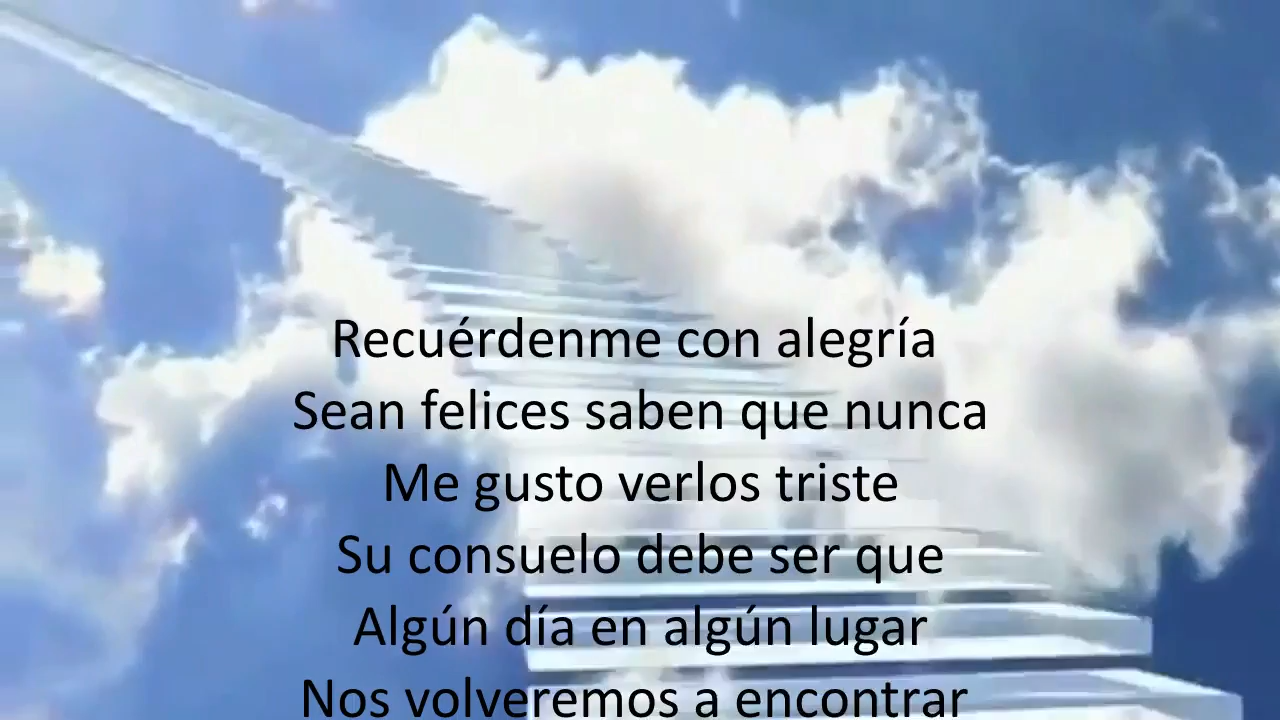 Recuérdenme con alegría
Sean felices saben que nunca
Me gusto verlos triste
Su consuelo debe ser que
Algún día en algún lugar
Nos volveremos a encontrar